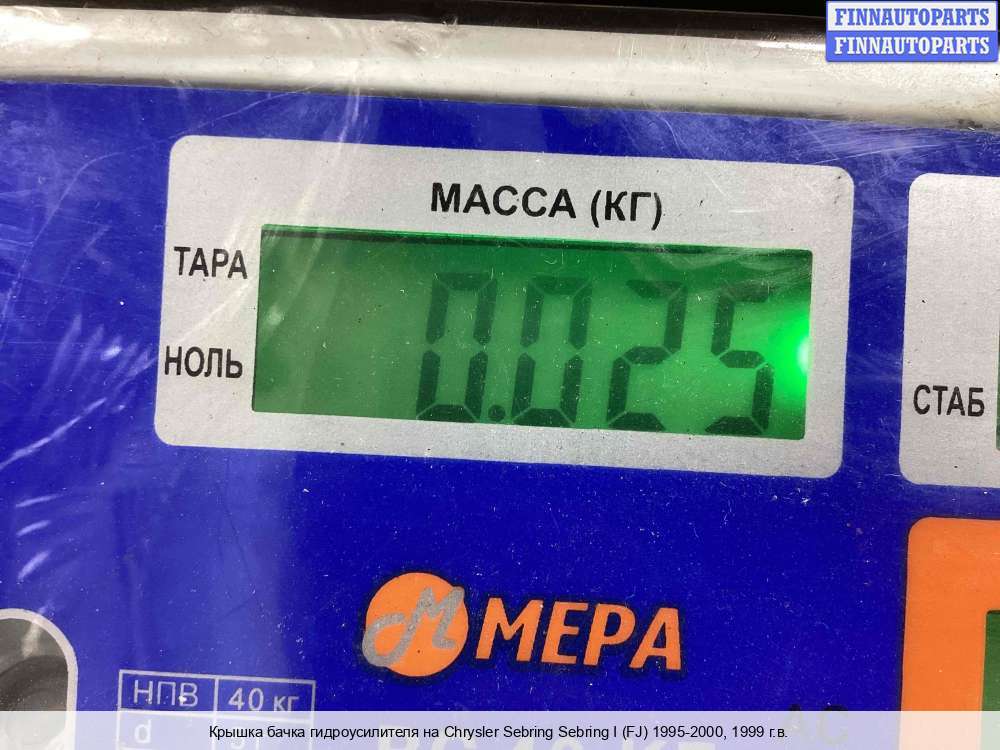 FINNAUTOPARTS
FINNAUTOPARTS
МАССА (КГ)
ТАРА
0.025
НОЛЬ
СТАБ
М МЕРА
НПВ 40 кг
d
Крышка бачка гидроусилителя на Chrysler Sebring Sebring I (FJ) 1995-2000, 1999 г.в.